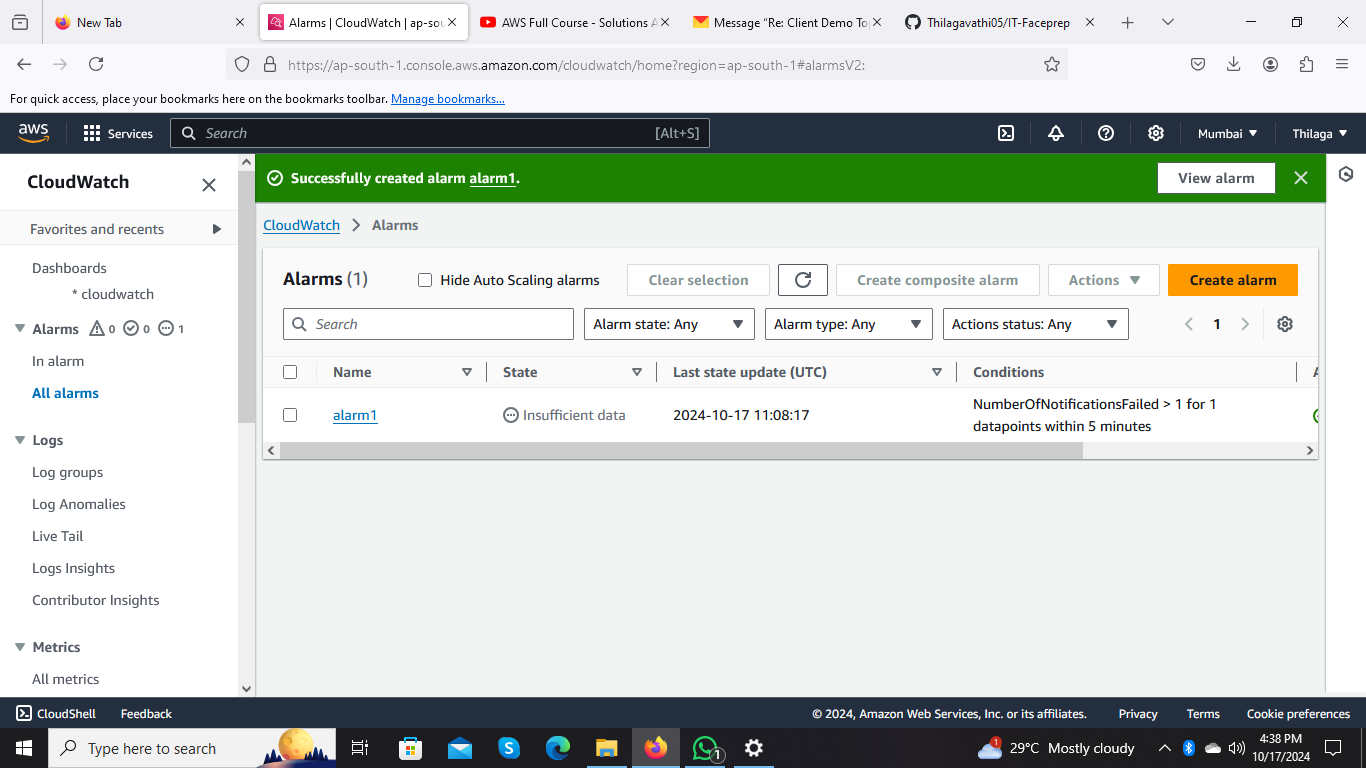 New Tab
Alarms | CloudWatch | ap-sou
AWS Full Course - Solutions A
Message "Re: Client Demo Top
Thilagavathi05/IT-Faceprep
https://ap-south-1.console.aws.amazon.com/cloudwatch/home?region=ap-south-1#alarmsV2:
For quick access, place your bookmarks here on the bookmarks toolbar. Manage bookmarks...
aws
Services
Search
[Alt+S]
Mumbai
Thilaga
CloudWatch
Favorites and recents
Dashboards
* cloudwatch
Alarms 0 0 1
In alarm
All alarms
Logs
Log groups
Log Anomalies
Live Tail
Logs Insights
Contributor Insights
Metrics
All metrics
Successfully created alarm alarm1.
View alarm
CloudWatch
Alarms
Alarms (1)
Hide Auto Scaling alarms
Clear selection
Create composite alarm
Actions
Create alarm
Search
Alarm state: Any
Alarm type: Any
Actions status: Any
1
Name
State
Last state update (UTC)
Conditions
alarm1
Insufficient data
2024-10-17 11:08:17
NumberOfNotificationsFailed > 1 for 1
datapoints within 5 minutes
CloudShell
Feedback
© 2024, Amazon Web Services, Inc. or its affiliates.
Privacy
Terms
Cookie preferences
Type here to search
1
29°C Mostly cloudy
4:38 PM
10/17/2024